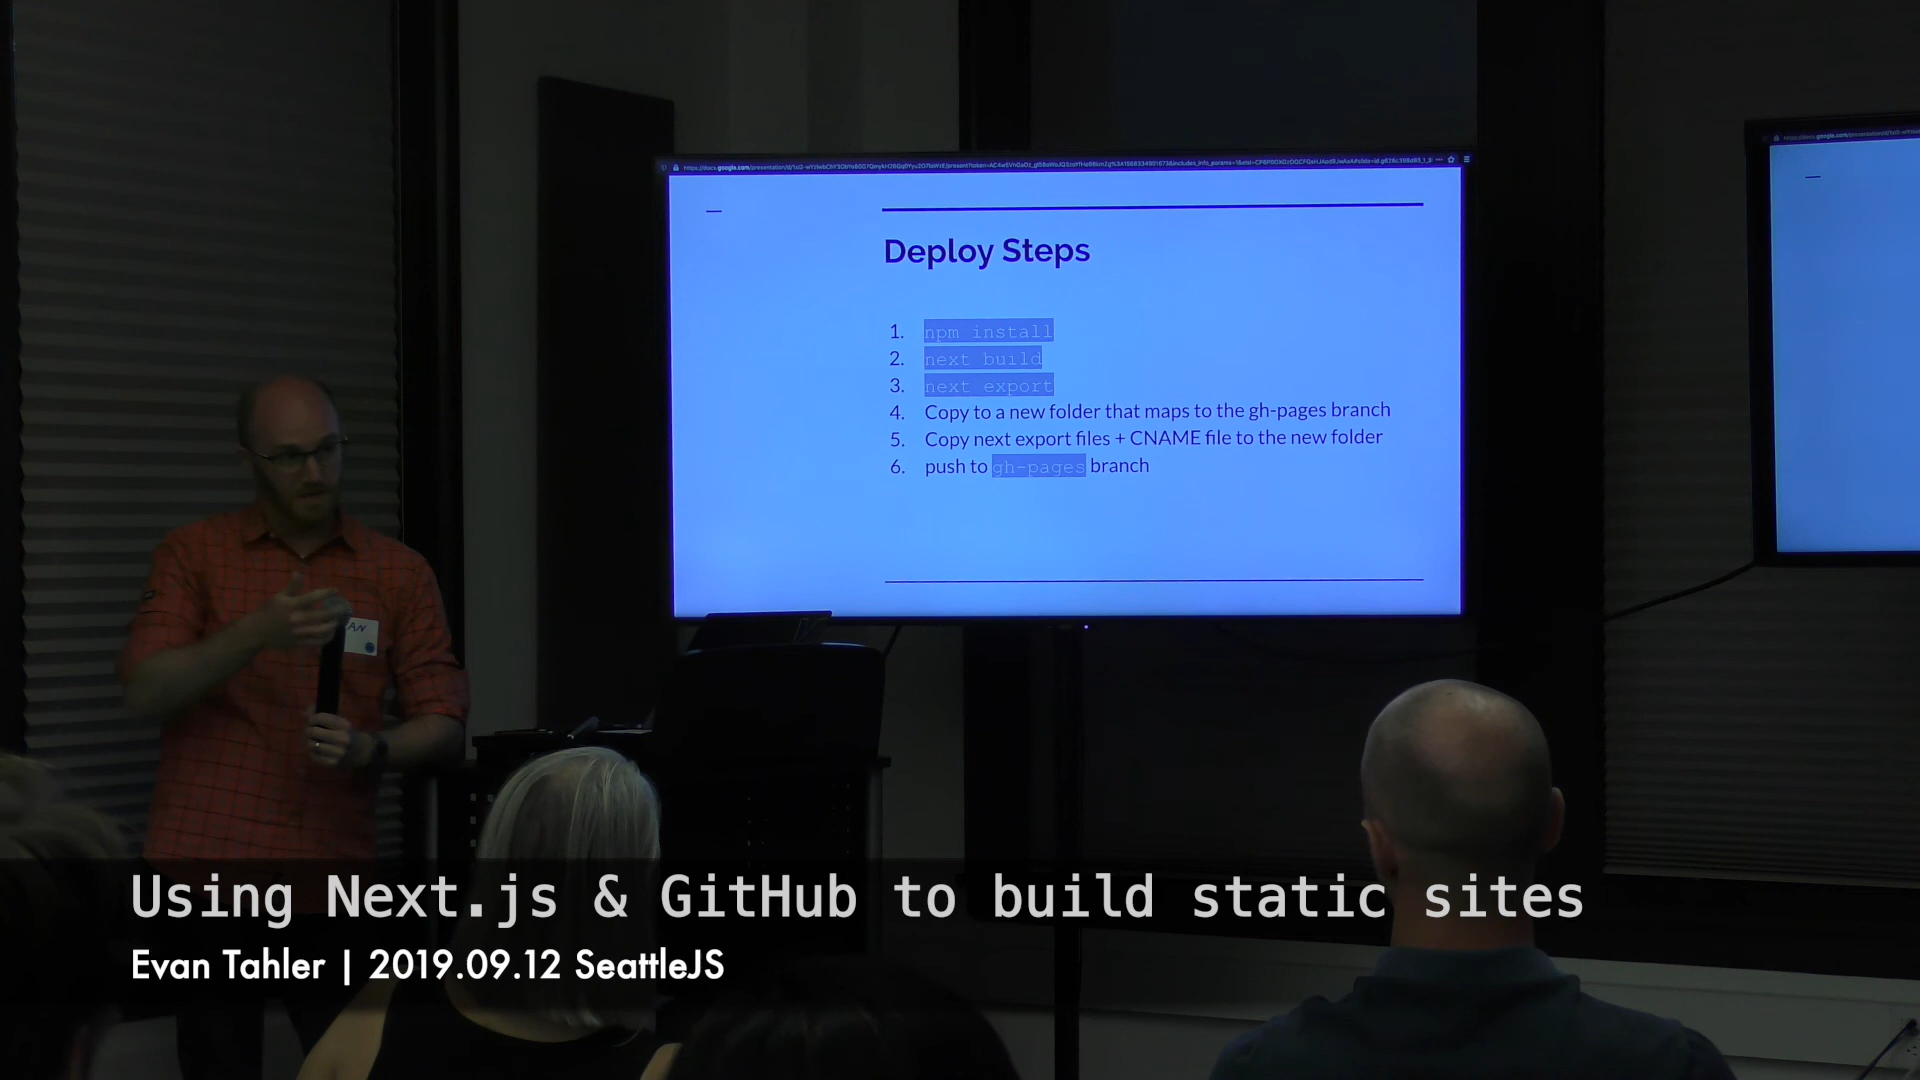 Deploy Steps
1. npm install
2. next build
3. next export
4. Copy to a new folder that maps to the gh-pages branch
5. Copy next export files + CNAME file to the new folder
6. push to gh-pages branch
AN
Using Next.js & GitHub to build static sites
Evan Tahler | 2019.09.12 SeattleJS